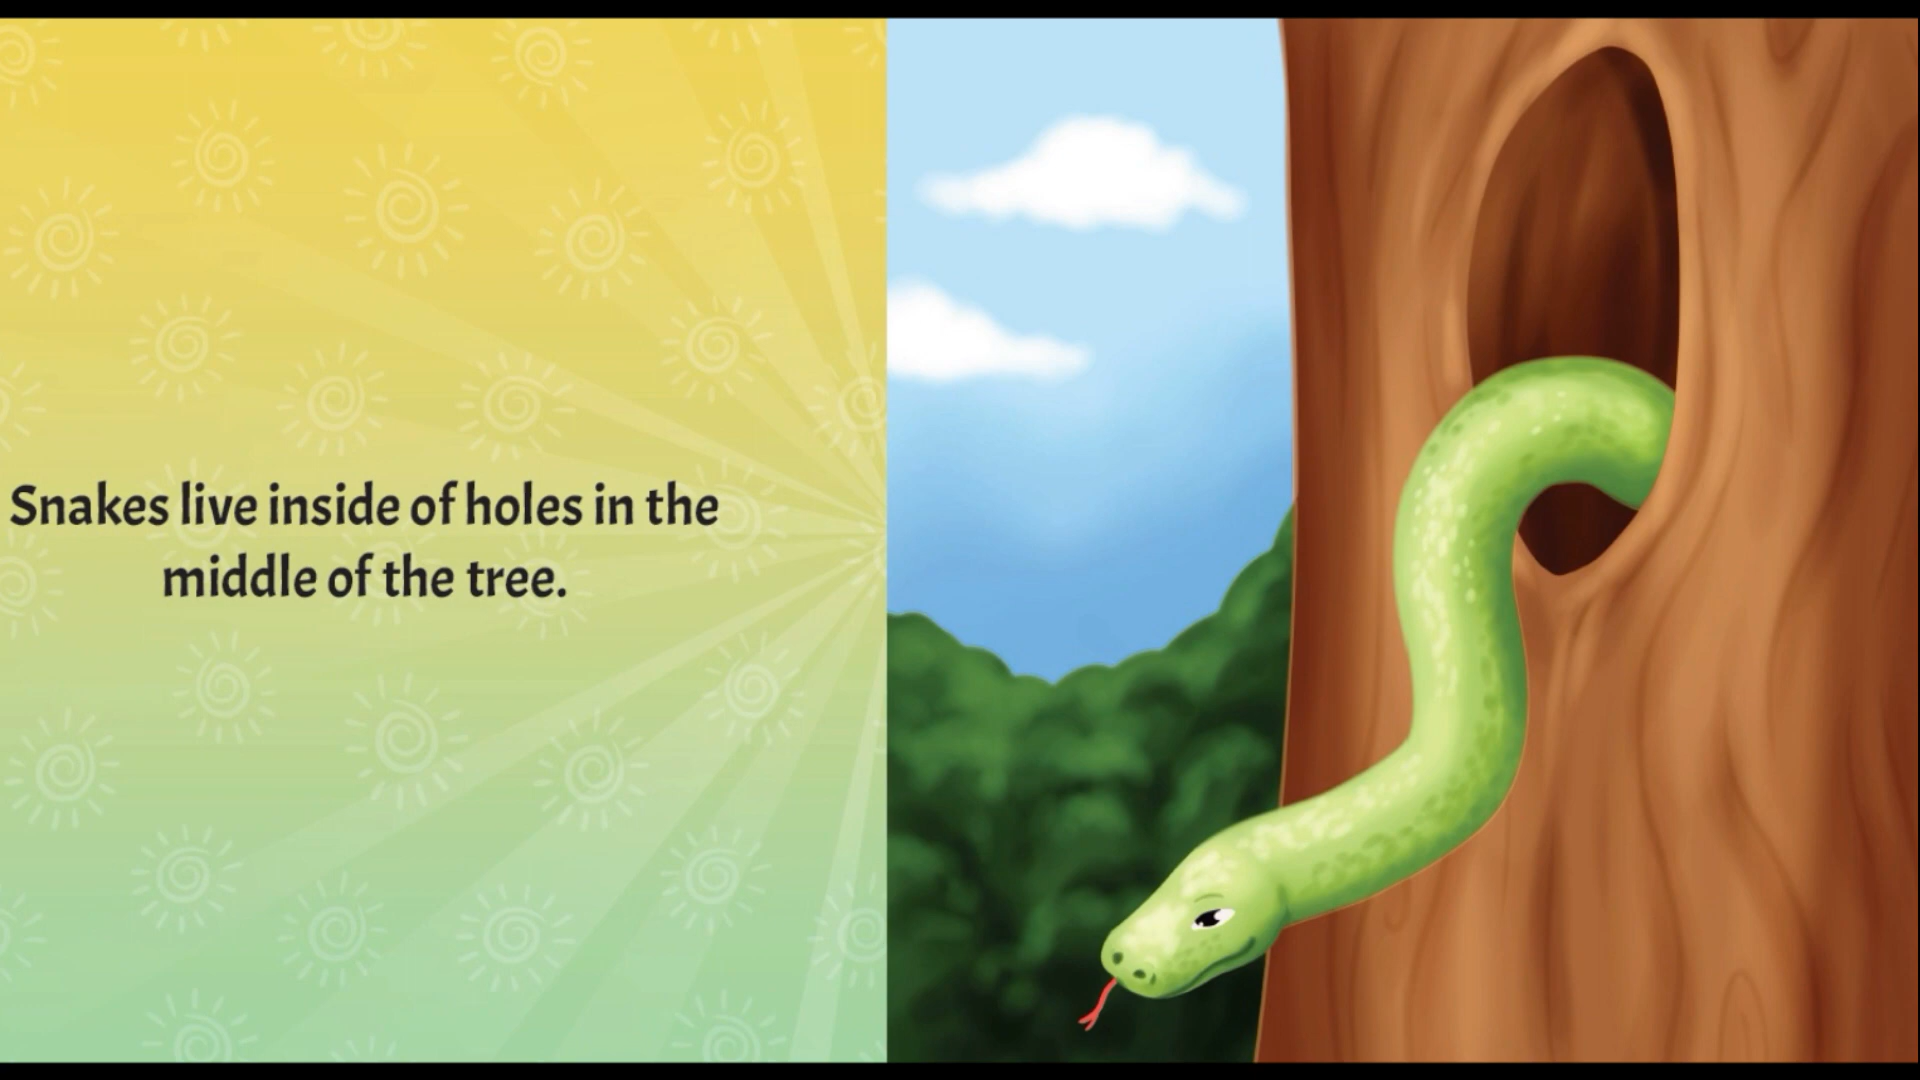 Snakes live inside of holes in the
middle of the tree.